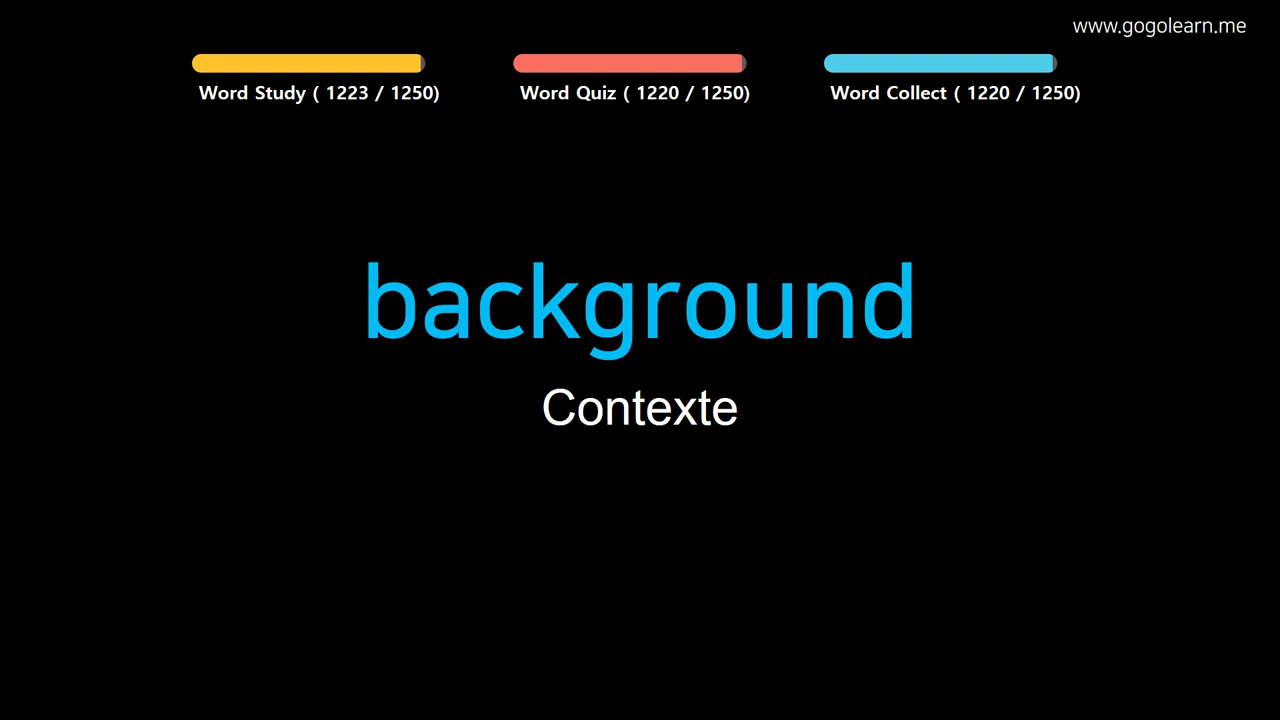 www.gogolearn.me
Word Study ( 1223 / 1250)
Word Quiz ( 1220 / 1250)
Word Collect ( 1220 / 1250)
background
Contexte